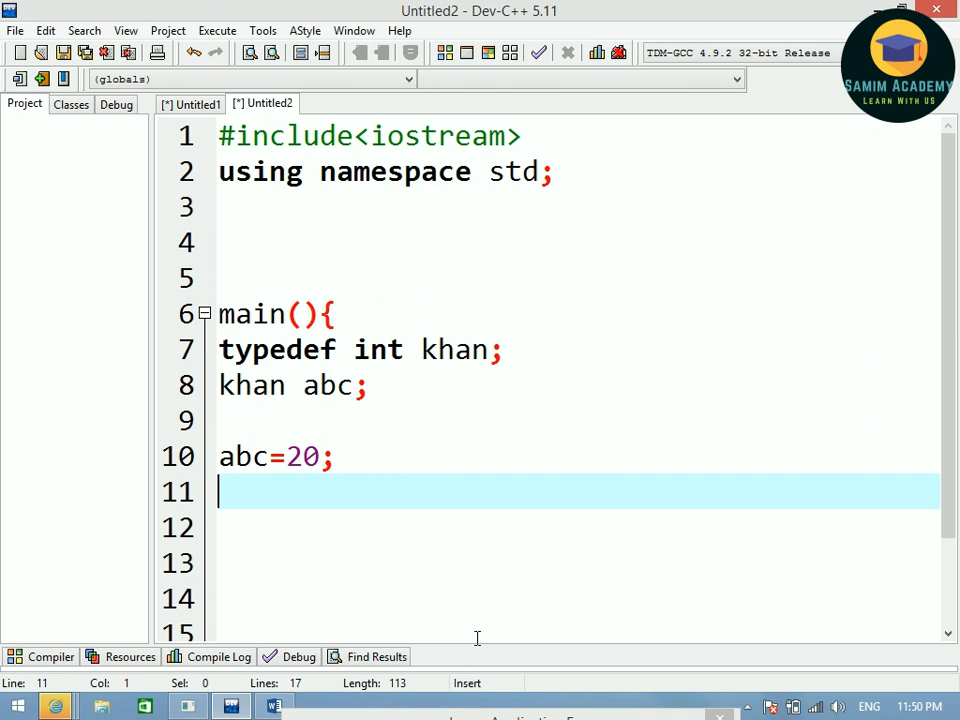 Untitled2 - Dev-C++ 5.11
File Edit Search View Project Execute Tools AStyle Window Help
TDM-GCC 4.9.2 32-bit Release
(globals)
SAMIM ACADEMY
LEARN WITH US
Project Classes Debug [*] Untitled1 [*] Untitled2
1 #include<iostream>
2 using namespace std;
3
4
5
6 main(){
7 typedef int khan;
8 khan abc;
9
10 abc=20;
11
12
13
14
15
Compiler Resources Compile Log Debug Find Results
Line: 11 Col: 1 Sel: 0 Lines: 17 Length: 113 Insert
ENG 11:50 PM